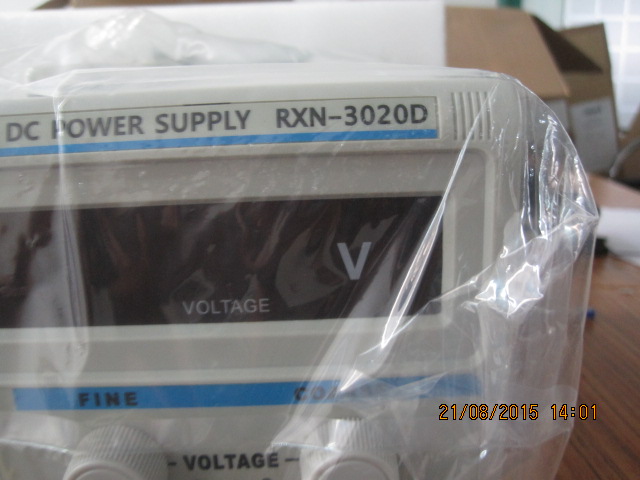 DC POWER SUPPLY RXN-3020D
V
VOLTAGE
FINE
21/08/2015 14:01
-VOLTAGE-